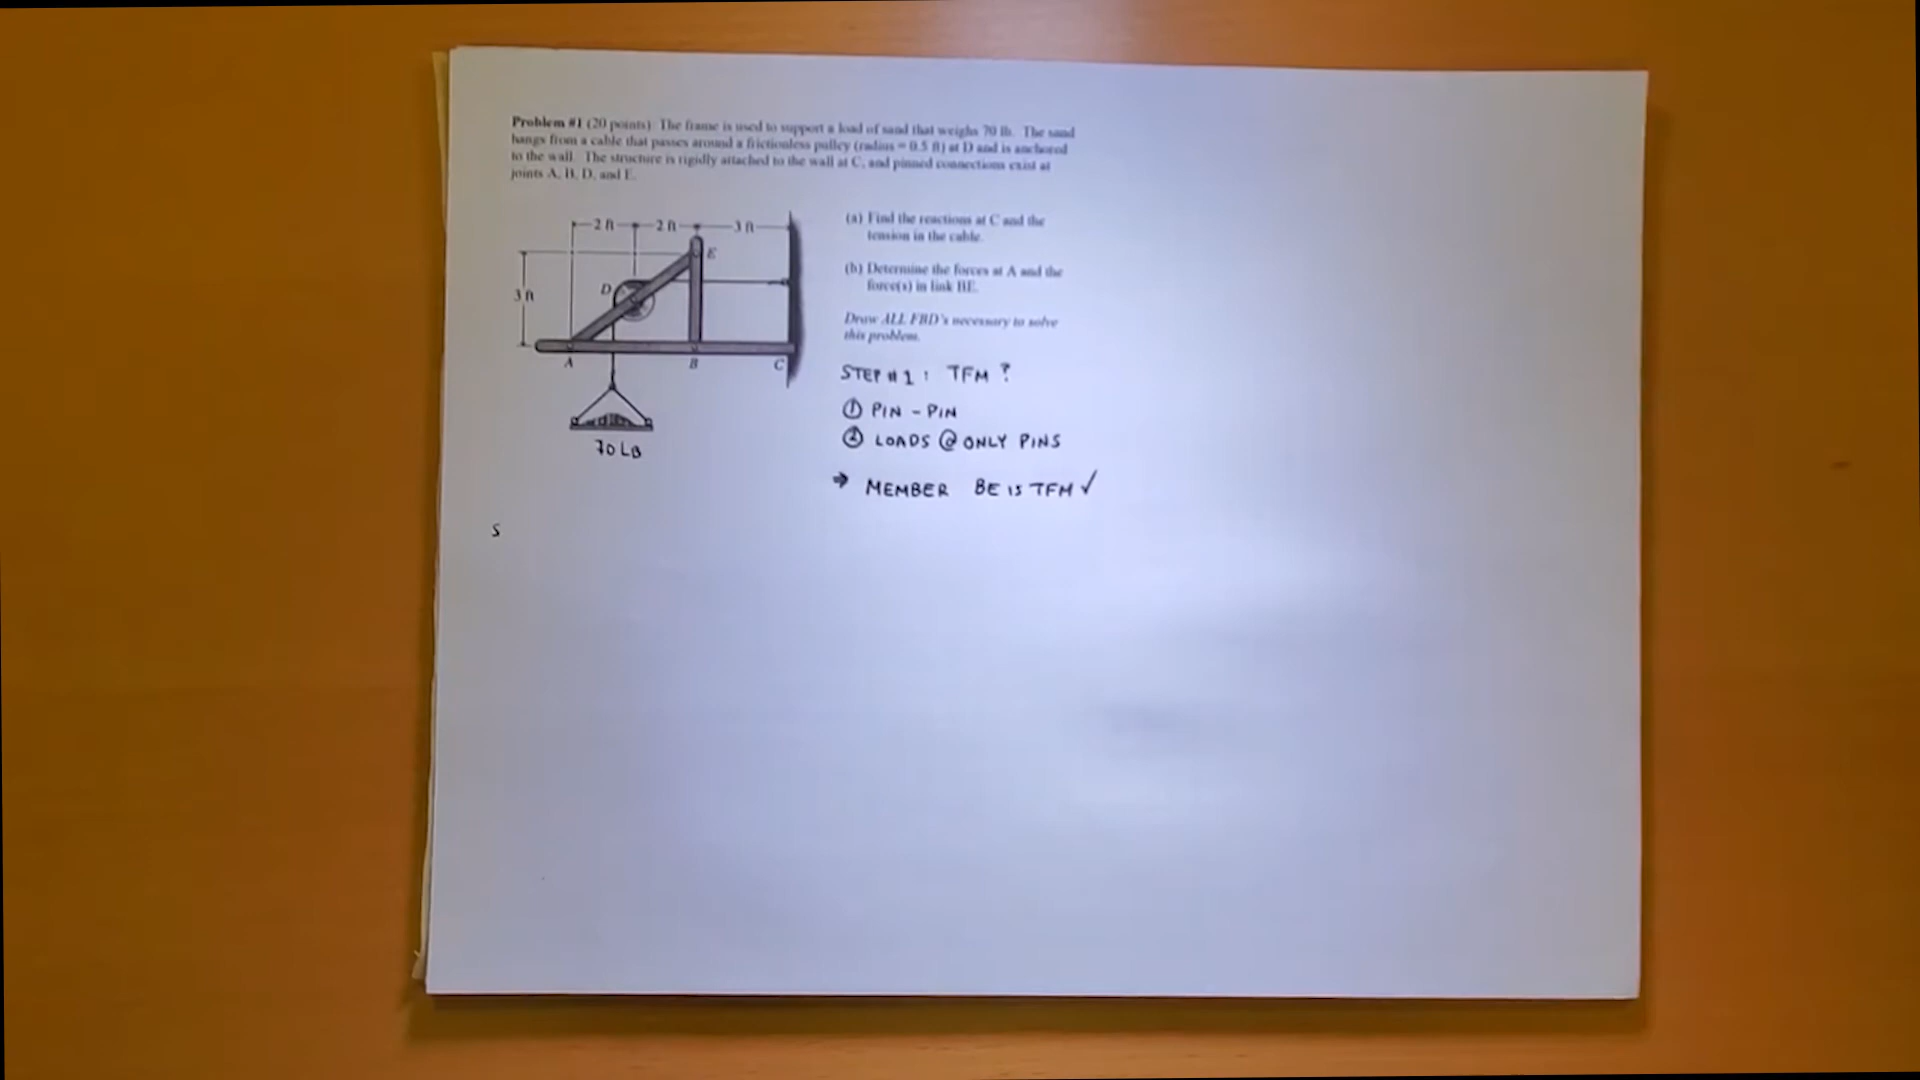 Problem #1 (20 points): The frame is used to support a load of sand that weighs 70 lb. The sand
hangs from a cable that passes around a frictionless pulley (radius = 0.5 ft) at D and is anchored
to the wall. The structure is rigidly attached to the wall at C, and pinned connections exist at
joints A, B, D, and E.
(a) Find the reactions at C and the
tension in the cable.
(b) Determine the forces at A and the
force(s) in link BE.
Draw ALL FBD's necessary to solve
this problem.
2 ft 2 ft 3 ft
E
D
3 ft
A B C
70 LB
STEP #1: TFM?
① PIN - PIN
② LOADS @ ONLY PINS
→ MEMBER BE IS TFM ✓
S